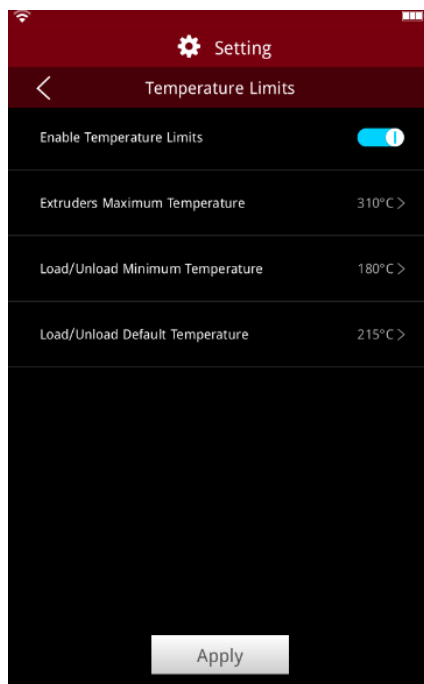 Setting
Temperature Limits
Enable Temperature Limits
Extruders Maximum Temperature 310°C >
Load/Unload Minimum Temperature 180°C >
Load/Unload Default Temperature 215°C >
Apply